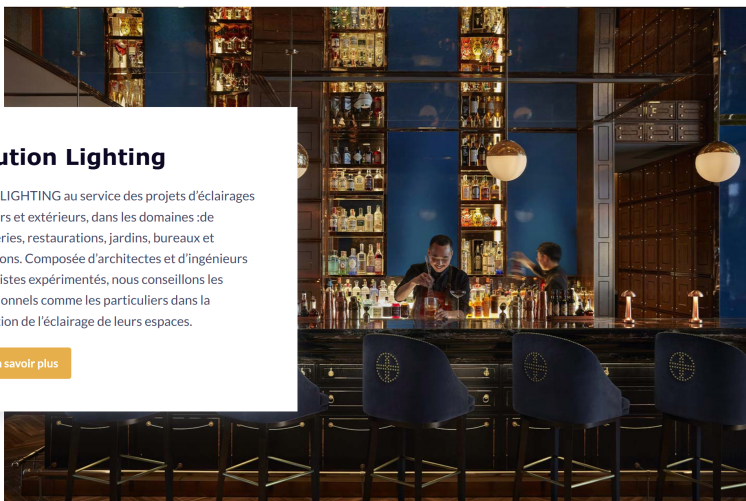 ution Lighting
LIGHTING au service des projets d'éclairages
rs et extérieurs, dans les domaines :de
ries, restaurations, jardins, bureaux et
ons. Composée d'architectes et d'ingénieurs
istes expérimentés, nous conseillons les
onnels comme les particuliers dans la
tion de l'éclairage de leurs espaces.
savoir plus